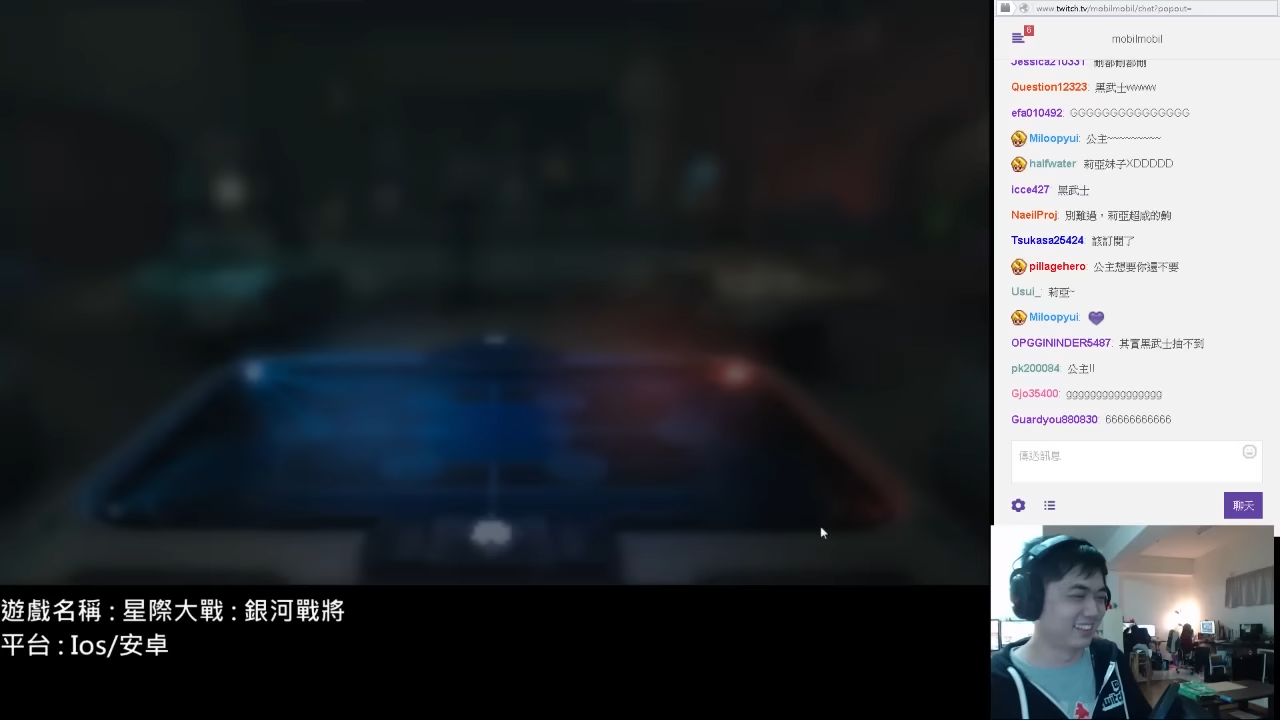 www.twitch.tv/mobilmobil/chat?popout=
6
mobilmobil
Jessica210331
Question12323: 黑武士wwww
efa010492: GGGGGGGGGGGGGGG
Miloopyui: 公主~~~~~~~~~
halfwater: 莉亞妹子XDDDDD
icce427: 黑武士
NaeilProj: 別難過，莉亞超威的齁
Tsukasa25424: 該訂閱了
pillagehero: 公主想要你還不要
Usui_: 莉亞~
Miloopyui:
OPGGININDER5487: 其實黑武士抽不到
pk200084: 公主!!
Gjo35400: gggggggggggggggg
Guardyou880830: 66666666666
傳送訊息
聊天
遊戲名稱 : 星際大戰 : 銀河戰將
平台 : Ios/安卓